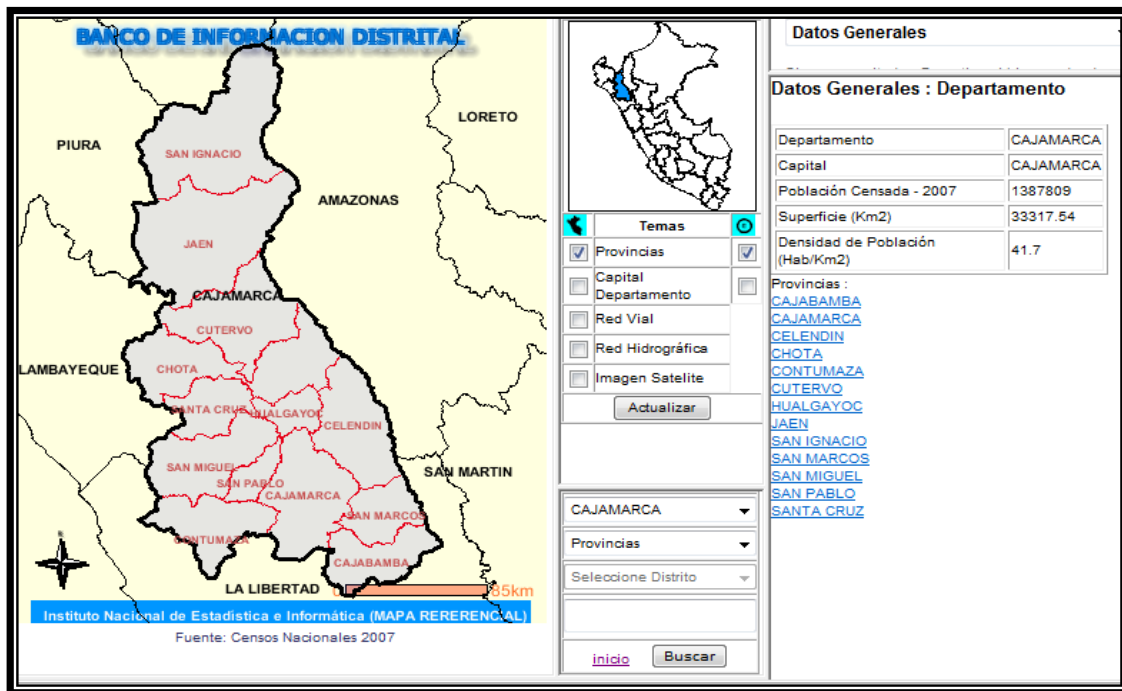 BANCO DE INFORMACION DISTRITAL
PIURA
LORETO
SAN IGNACIO
AMAZONAS
JAEN
CAJAMARCA
CUTERVO
LAMBAYEQUE
CHOTA
SANTA CRUZ
HUALGAYOC
CELENDIN
SAN MIGUEL
SAN PABLO
SAN MARTIN
CAJAMARCA
SAN MARCOS
CONTUMAZA
CAJABAMBA
LA LIBERTAD
0 85km
Instituto Nacional de Estadística e Informática (MAPA RERERENCIAL)
Fuente: Censos Nacionales 2007
Temas
Provincias
Capital
Departamento
Red Vial
Red Hidrográfica
Imagen Satelite
Actualizar
CAJAMARCA
Provincias
Seleccione Distrito
inicio Buscar
Datos Generales
Datos Generales : Departamento
Departamento CAJAMARCA
Capital CAJAMARCA
Población Censada - 2007 1387809
Superficie (Km2) 33317.54
Densidad de Población
(Hab/Km2) 41.7
Provincias :
CAJABAMBA
CAJAMARCA
CELENDIN
CHOTA
CONTUMAZA
CUTERVO
HUALGAYOC
JAEN
SAN IGNACIO
SAN MARCOS
SAN MIGUEL
SAN PABLO
SANTA CRUZ